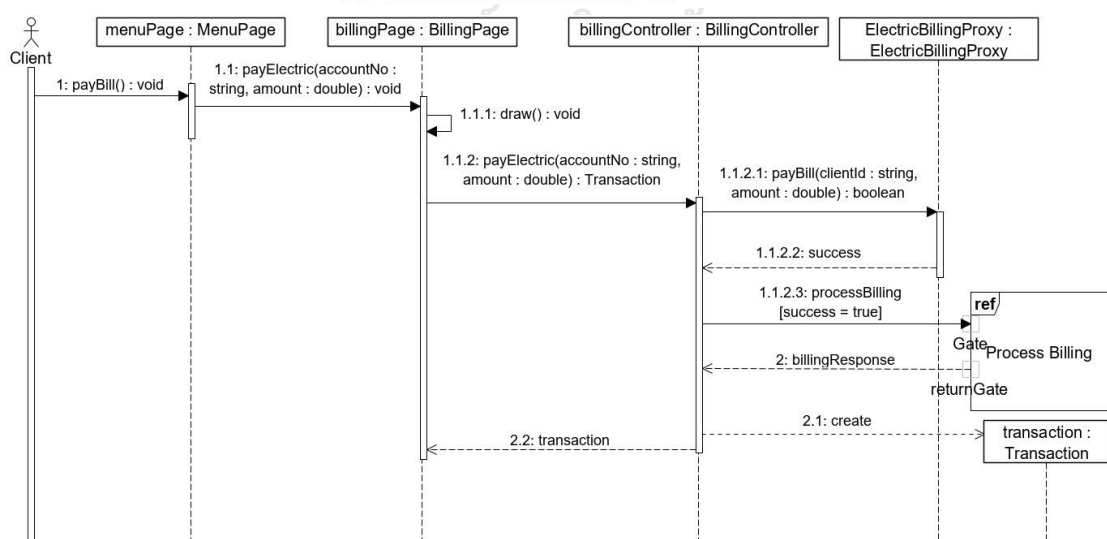 menuPage : MenuPage
billingPage : BillingPage
billingController : BillingController
ElectricBillingProxy :
ElectricBillingProxy
Client
1: payBill() : void
1.1: payElectric(accountNo :
string, amount : double) : void
1.1.1: draw() : void
1.1.2: payElectric(accountNo : string,
amount : double) : Transaction
1.1.2.1: payBill(clientId : string,
amount : double) : boolean
1.1.2.2: success
1.1.2.3: processBilling
[success = true]
ref
Gate
Process Billing
2: billingResponse
returnGate
2.1: create
transaction :
Transaction
2.2: transaction